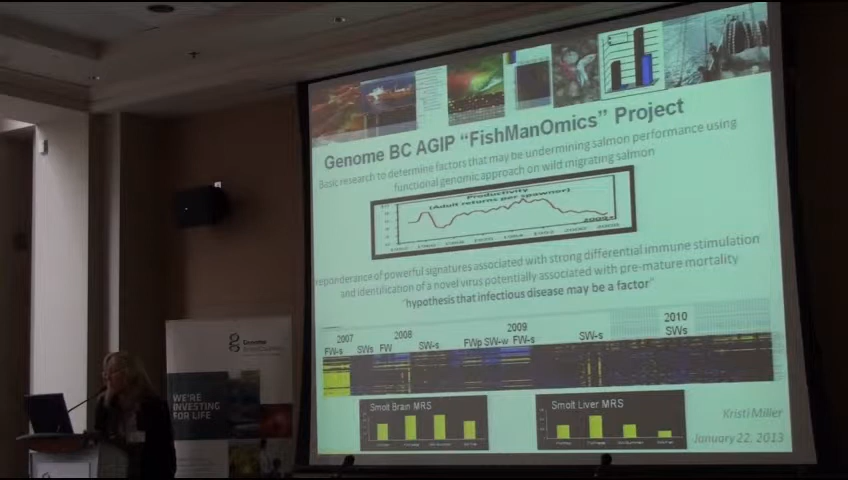 Genome BC AGIP "FishManOmics" Project
Basic research to determine factors that may be undermining salmon performance using
functional genomic approach on wild migrating salmon
Productivity
(Adult returns per spawner)
reponderance of powerful signatures associated with strong differential immune stimulation
and identification of a novel virus potentially associated with pre-mature mortality
"hypothesis that infectious disease may be a factor"
2007 2008 2009 2010
FW-s SWs FW SW-s FWp SW-w FW-s SW-s SWs
Smolt Brain MRS
Smolt Liver MRS
Kristi Miller
January 22, 2013
Genome
WE'RE
INVESTING
FOR LIFE